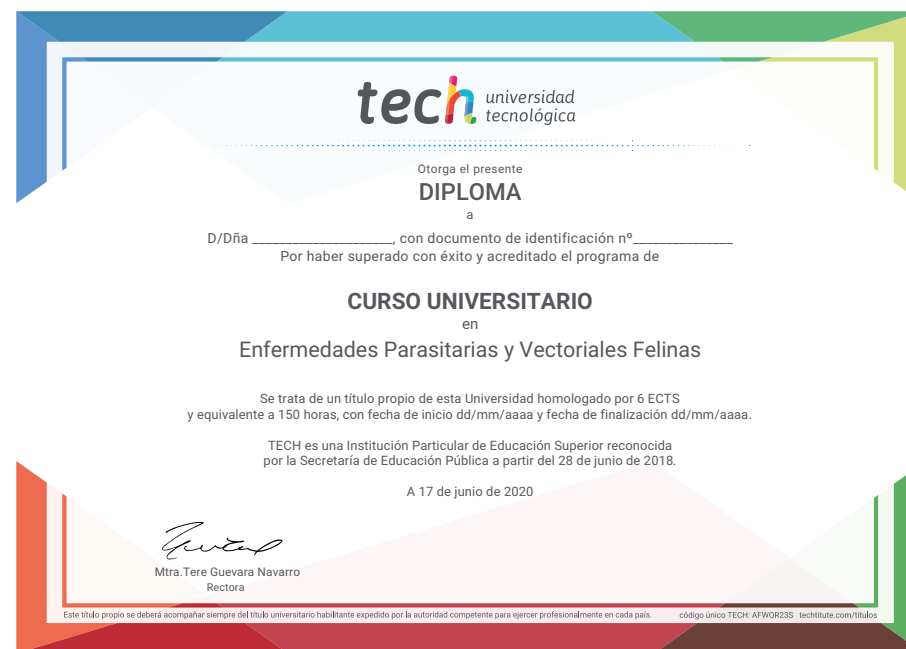 tech universidad
tecnológica
Otorga el presente
DIPLOMA
a
D/Dña _____________________, con documento de identificación nº_______________
Por haber superado con éxito y acreditado el programa de
CURSO UNIVERSITARIO
en
Enfermedades Parasitarias y Vectoriales Felinas
Se trata de un título propio de esta Universidad homologado por 6 ECTS
y equivalente a 150 horas, con fecha de inicio dd/mm/aaaa y fecha de finalización dd/mm/aaaa.
TECH es una Institución Particular de Educación Superior reconocida
por la Secretaría de Educación Pública a partir del 28 de junio de 2018.
A 17 de junio de 2020
Mtra.Tere Guevara Navarro
Rectora
Este título propio se deberá acompañar siempre del título universitario habilitante expedido por la autoridad competente para ejercer profesionalmente en cada país. código único TECH: AFWOR23S techtitute.com/titulos